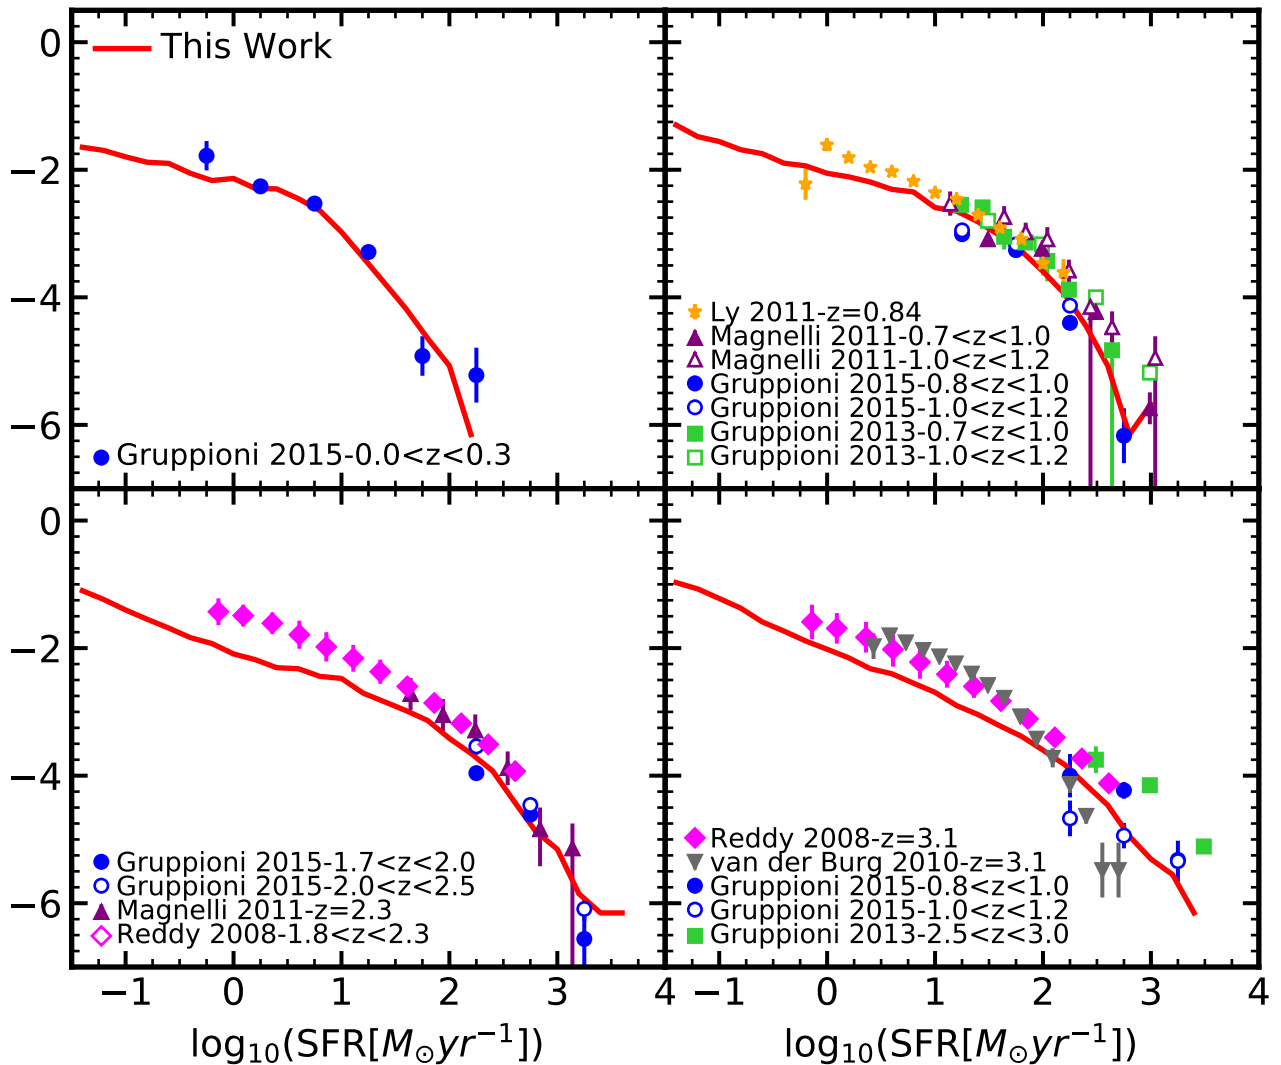 This Work
0
−2
−4
−6
Gruppioni 2015-0.0<z<0.3
Ly 2011-z=0.84
Magnelli 2011-0.7<z<1.0
Magnelli 2011-1.0<z<1.2
Gruppioni 2015-0.8<z<1.0
Gruppioni 2015-1.0<z<1.2
Gruppioni 2013-0.7<z<1.0
Gruppioni 2013-1.0<z<1.2
0
−2
−4
−6
Gruppioni 2015-1.7<z<2.0
Gruppioni 2015-2.0<z<2.5
Magnelli 2011-z=2.3
Reddy 2008-1.8<z<2.3
Reddy 2008-z=3.1
van der Burg 2010-z=3.1
Gruppioni 2015-0.8<z<1.0
Gruppioni 2015-1.0<z<1.2
Gruppioni 2013-2.5<z<3.0
−1 0 1 2 3 4 −1 0 1 2 3 4
log₁₀(SFR[M⊙yr⁻¹]) log₁₀(SFR[M⊙yr⁻¹])